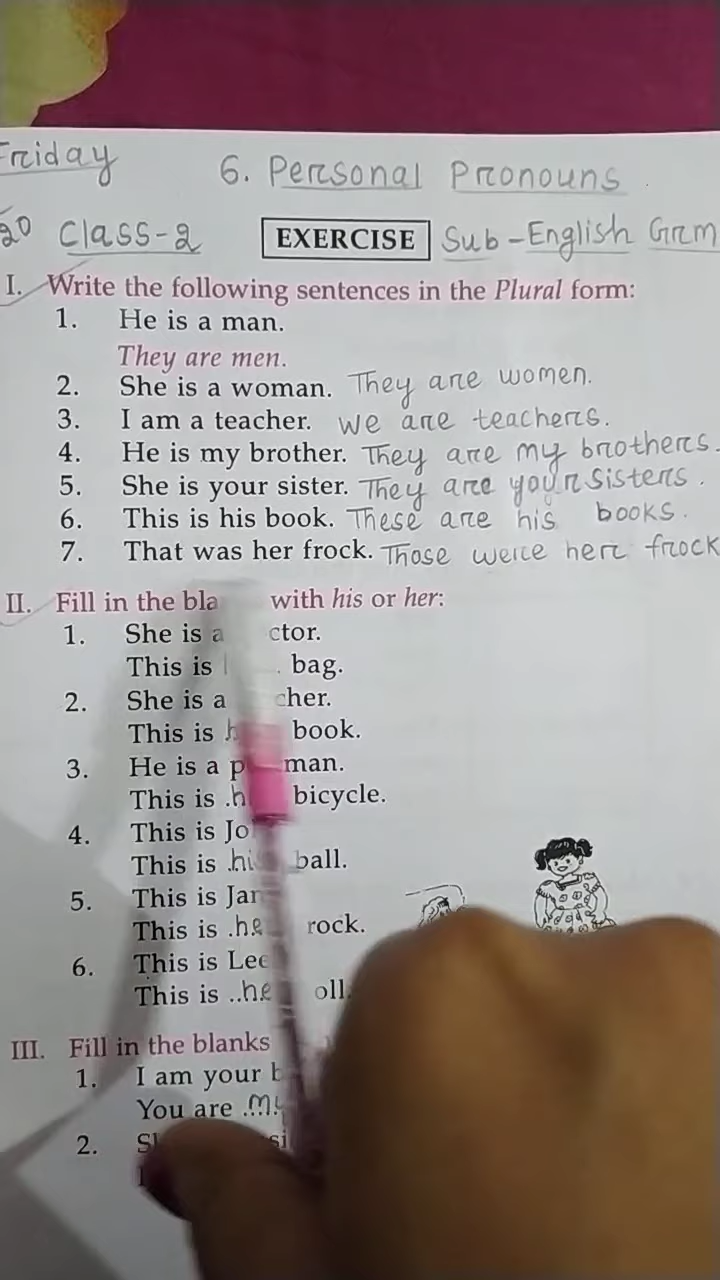 Friday 6. Personal Pronouns
Class-2 EXERCISE Sub-English Grm
I. Write the following sentences in the Plural form:
1. He is a man.
They are men.
2. She is a woman. They are women.
3. I am a teacher. We are teachers.
4. He is my brother. They are my brothers.
5. She is your sister. They are your sisters.
6. This is his book. These are his books.
7. That was her frock. Those were her frock
II. Fill in the with his or her:
1. She is
This is bag.
2. She is a
This is book.
3. He is a
This is bicycle.
4. This is
This is ball.
5. This is
This is
6. This is
This is
III. Fill in the blanks
1. I am your
You are
2.